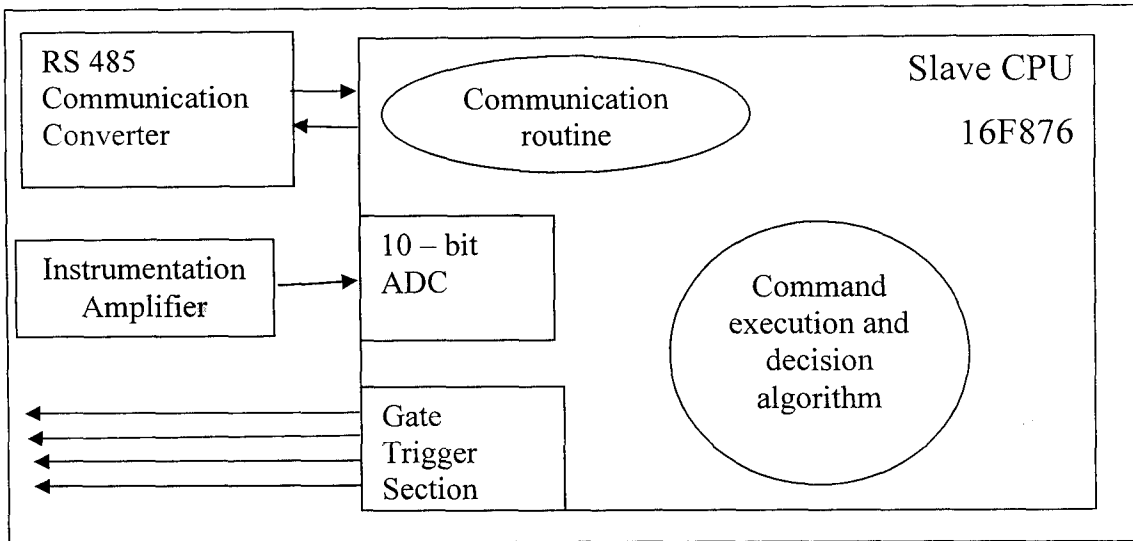 RS 485
Communication
Converter
Communication
routine
Slave CPU
16F876
Instrumentation
Amplifier
10 – bit
ADC
Command
execution and
decision
algorithm
Gate
Trigger
Section